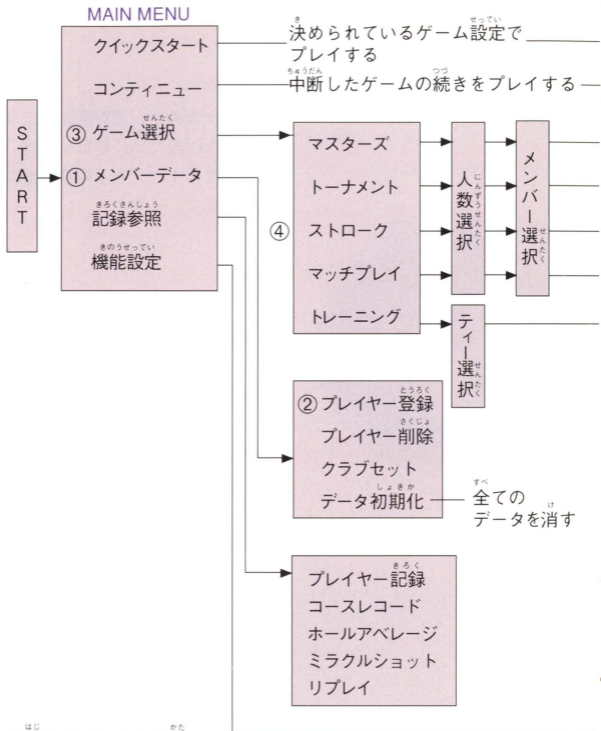 MAIN MENU
START
クイックスタート
決められているゲーム設定で
プレイする
コンティニュー
中断したゲームの続きをプレイする
③ ゲーム選択
① メンバーデータ
記録参照
機能設定
マスターズ
トーナメント
④ ストローク
マッチプレイ
トレーニング
人数選択
メンバー選択
ティー選択
② プレイヤー登録
プレイヤー削除
クラブセット
データ初期化
全ての
データを消す
プレイヤー記録
コースレコード
ホールアベレージ
ミラクルショット
リプレイ
はじ かた